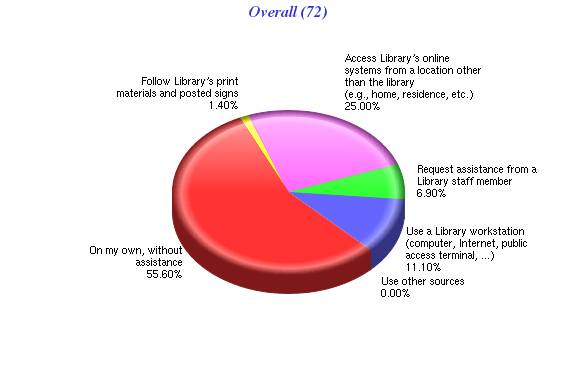 Overall (72)
Access Library's online
systems from a location other
than the library
(e.g., home, residence, etc.)
25.00%
Follow Library's print
materials and posted signs
1.40%
Request assistance from a
Library staff member
6.90%
Use a Library workstation
(computer, Internet, public
access terminal, ...)
11.10%
On my own, without
assistance
55.60%
Use other sources
0.00%